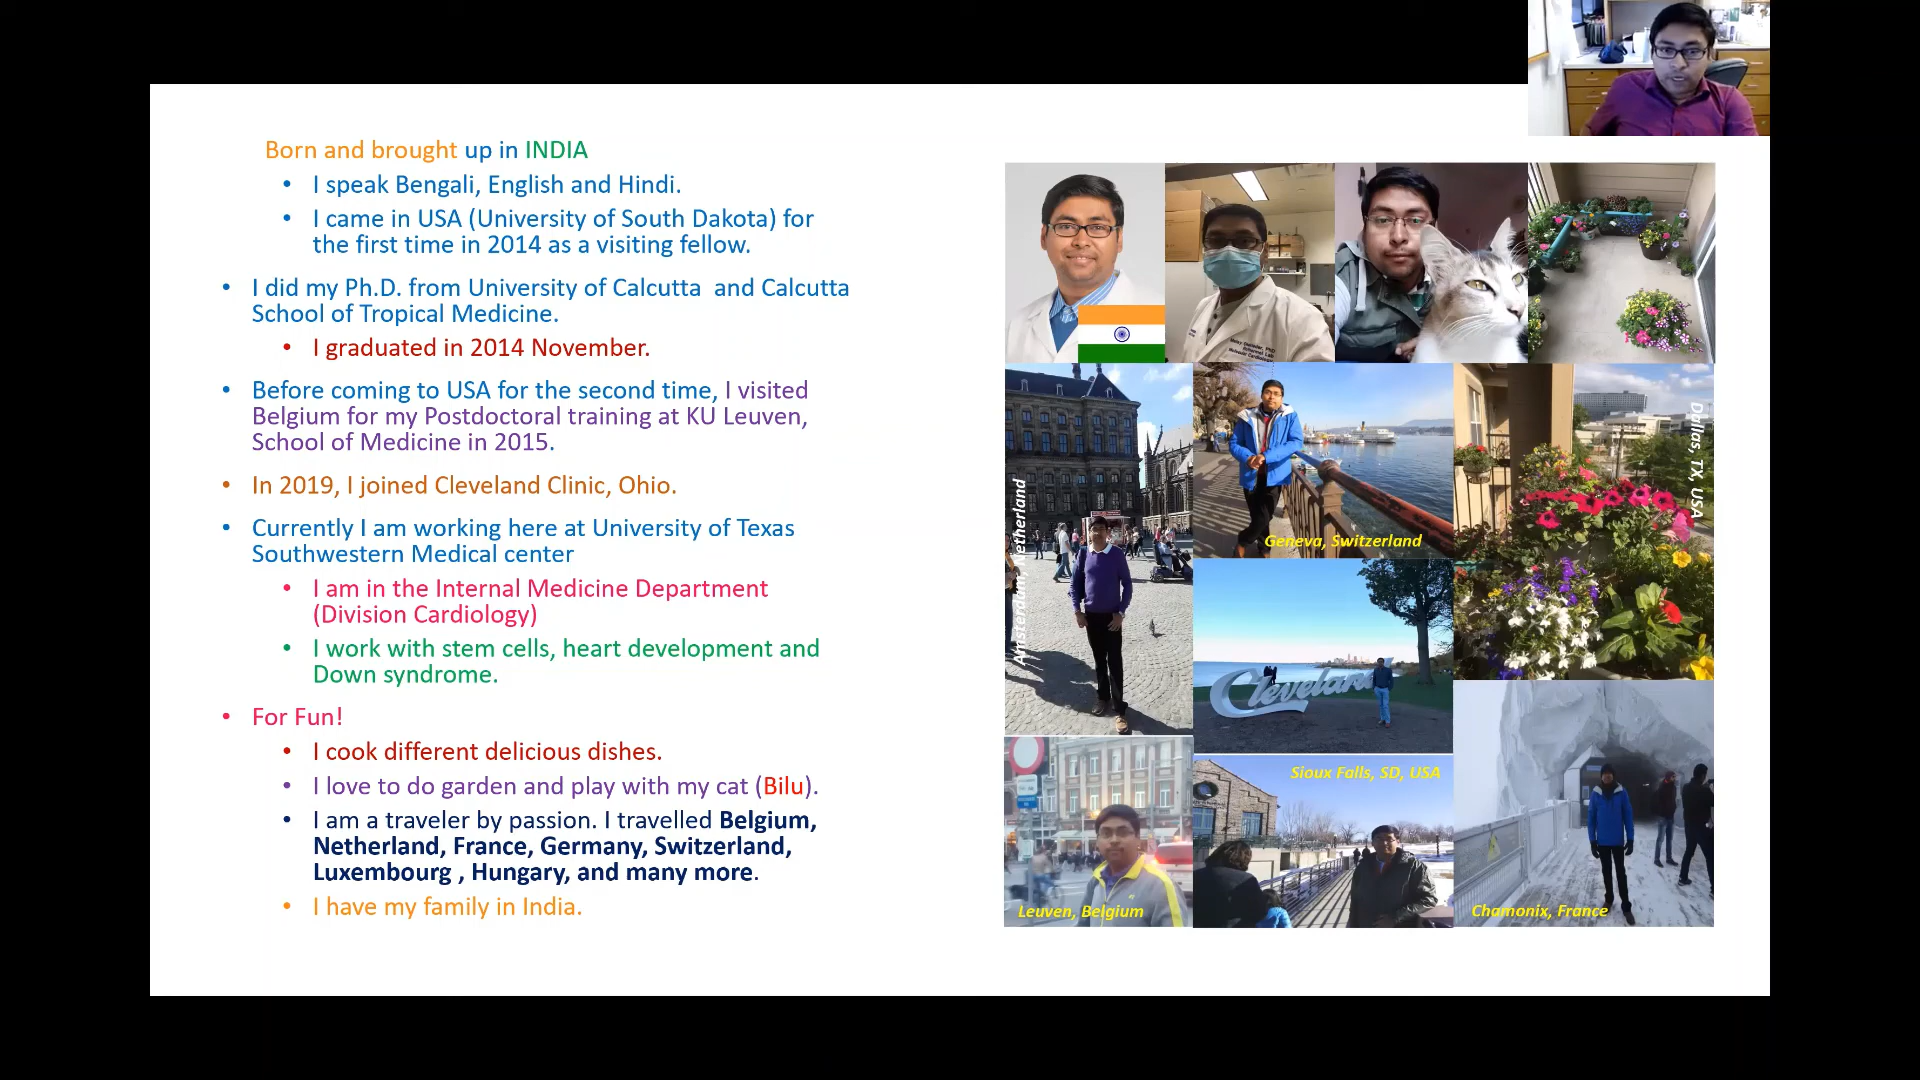 Born and brought up in INDIA
• I speak Bengali, English and Hindi.
• I came in USA (University of South Dakota) for
the first time in 2014 as a visiting fellow.
• I did my Ph.D. from University of Calcutta and Calcutta
School of Tropical Medicine.
• I graduated in 2014 November.
• Before coming to USA for the second time, I visited
Belgium for my Postdoctoral training at KU Leuven,
School of Medicine in 2015.
• In 2019, I joined Cleveland Clinic, Ohio.
• Currently I am working here at University of Texas
Southwestern Medical center
• I am in the Internal Medicine Department
(Division Cardiology)
• I work with stem cells, heart development and
Down syndrome.
• For Fun!
• I cook different delicious dishes.
• I love to do garden and play with my cat (Bilu).
• I am a traveler by passion. I travelled Belgium,
Netherland, France, Germany, Switzerland,
Luxembourg , Hungary, and many more.
• I have my family in India.
Amsterdam, Netherland
Geneva, Switzerland
Dallas, TX, USA
Cleveland
Sioux Falls, SD, USA
Leuven, Belgium
Chamonix, France